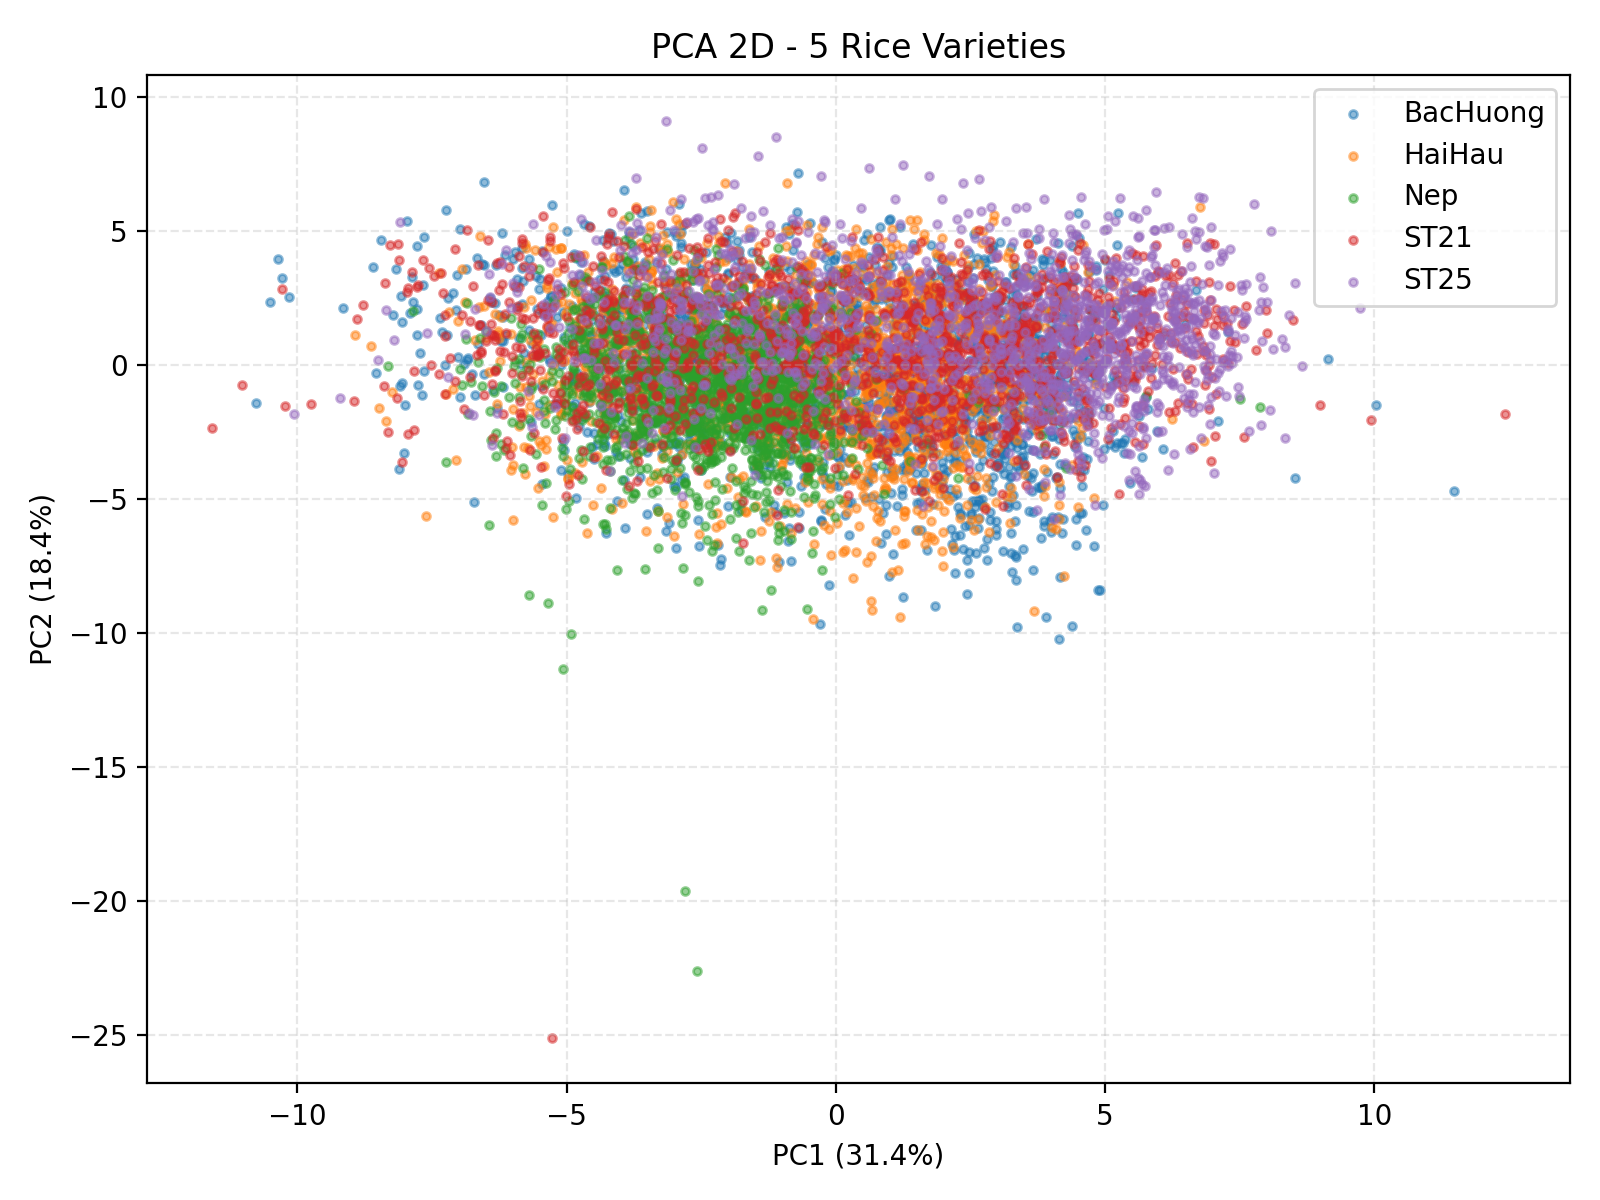 PCA 2D - 5 Rice Varieties
BacHuong
HaiHau
Nep
ST21
ST25
10
5
0
−5
−10
−15
−20
−25
PC2 (18.4%)
−10
−5
0
5
10
PC1 (31.4%)